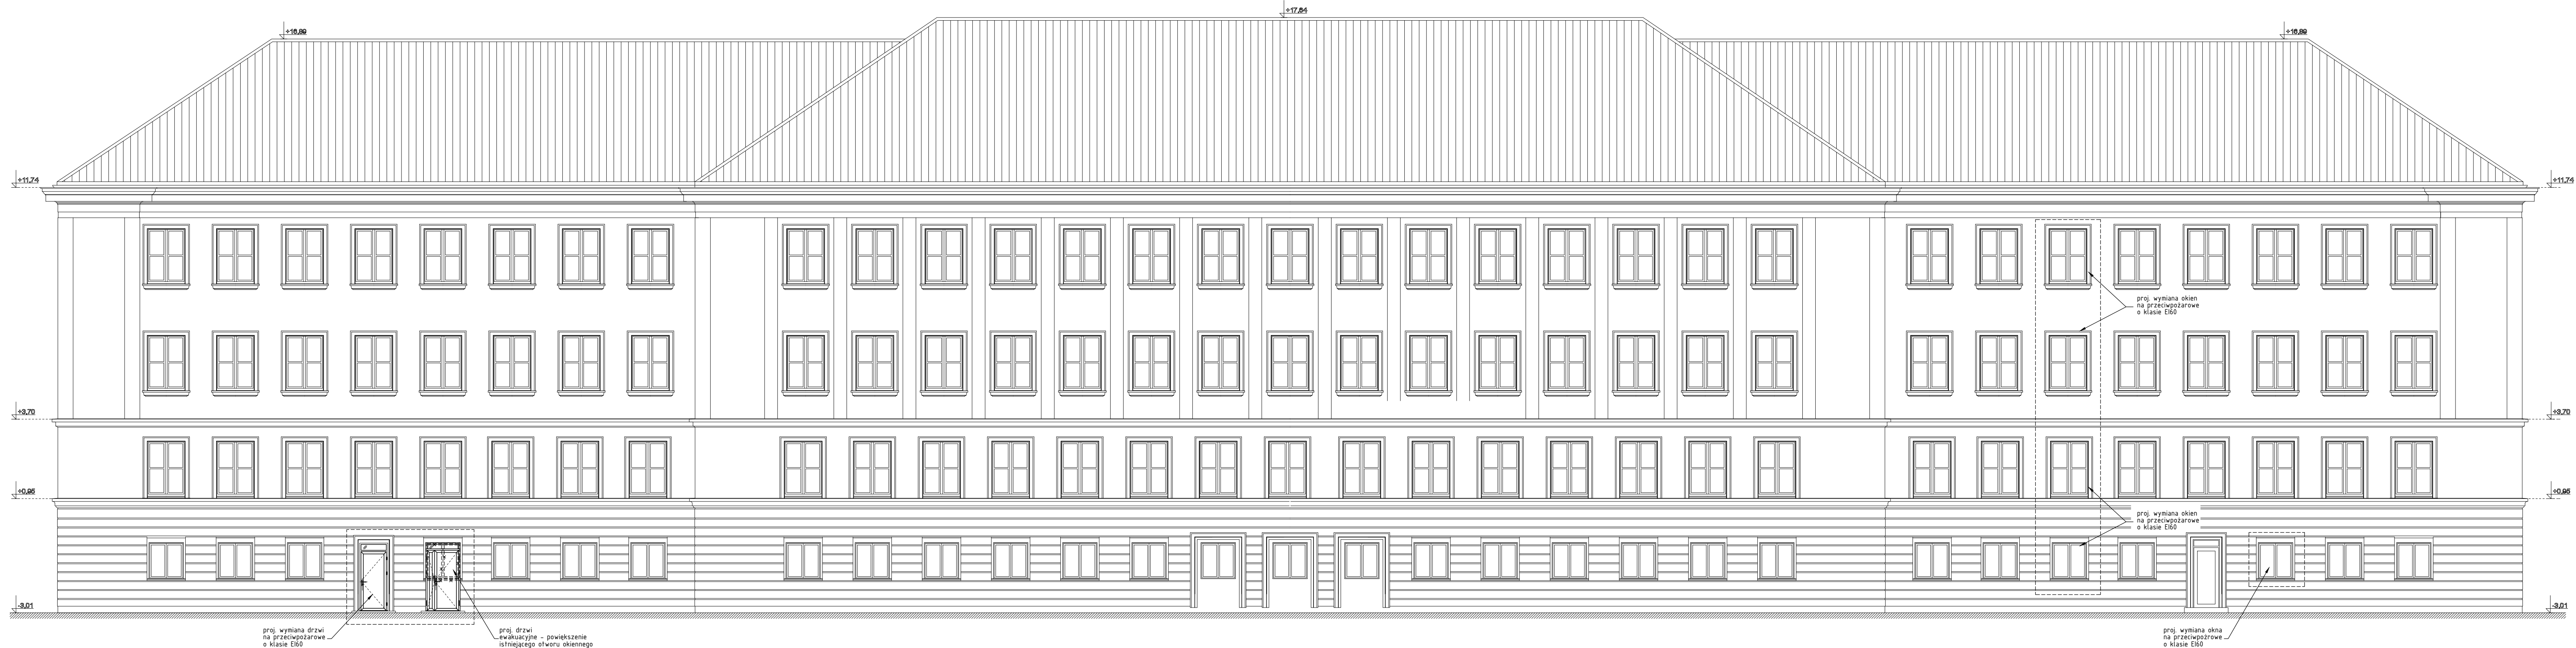 +17,64
+16,89
+16,89
+11,74
+11,74
proj. wymiana okien
na przeciwpożarowe
o klasie EI60
+3,70
+3,70
+0,95
+0,95
proj. wymiana okien
na przeciwpożarowe
o klasie EI60
-3,01
-3,01
proj. wymiana drzwi
na przeciwpożarowe
o klasie EI60
proj. drzwi
ewakuacyjne - powiększenie
istniejącego otworu okiennego
proj. wymiana okna
na przeciwpożrowe
o klasie EI60